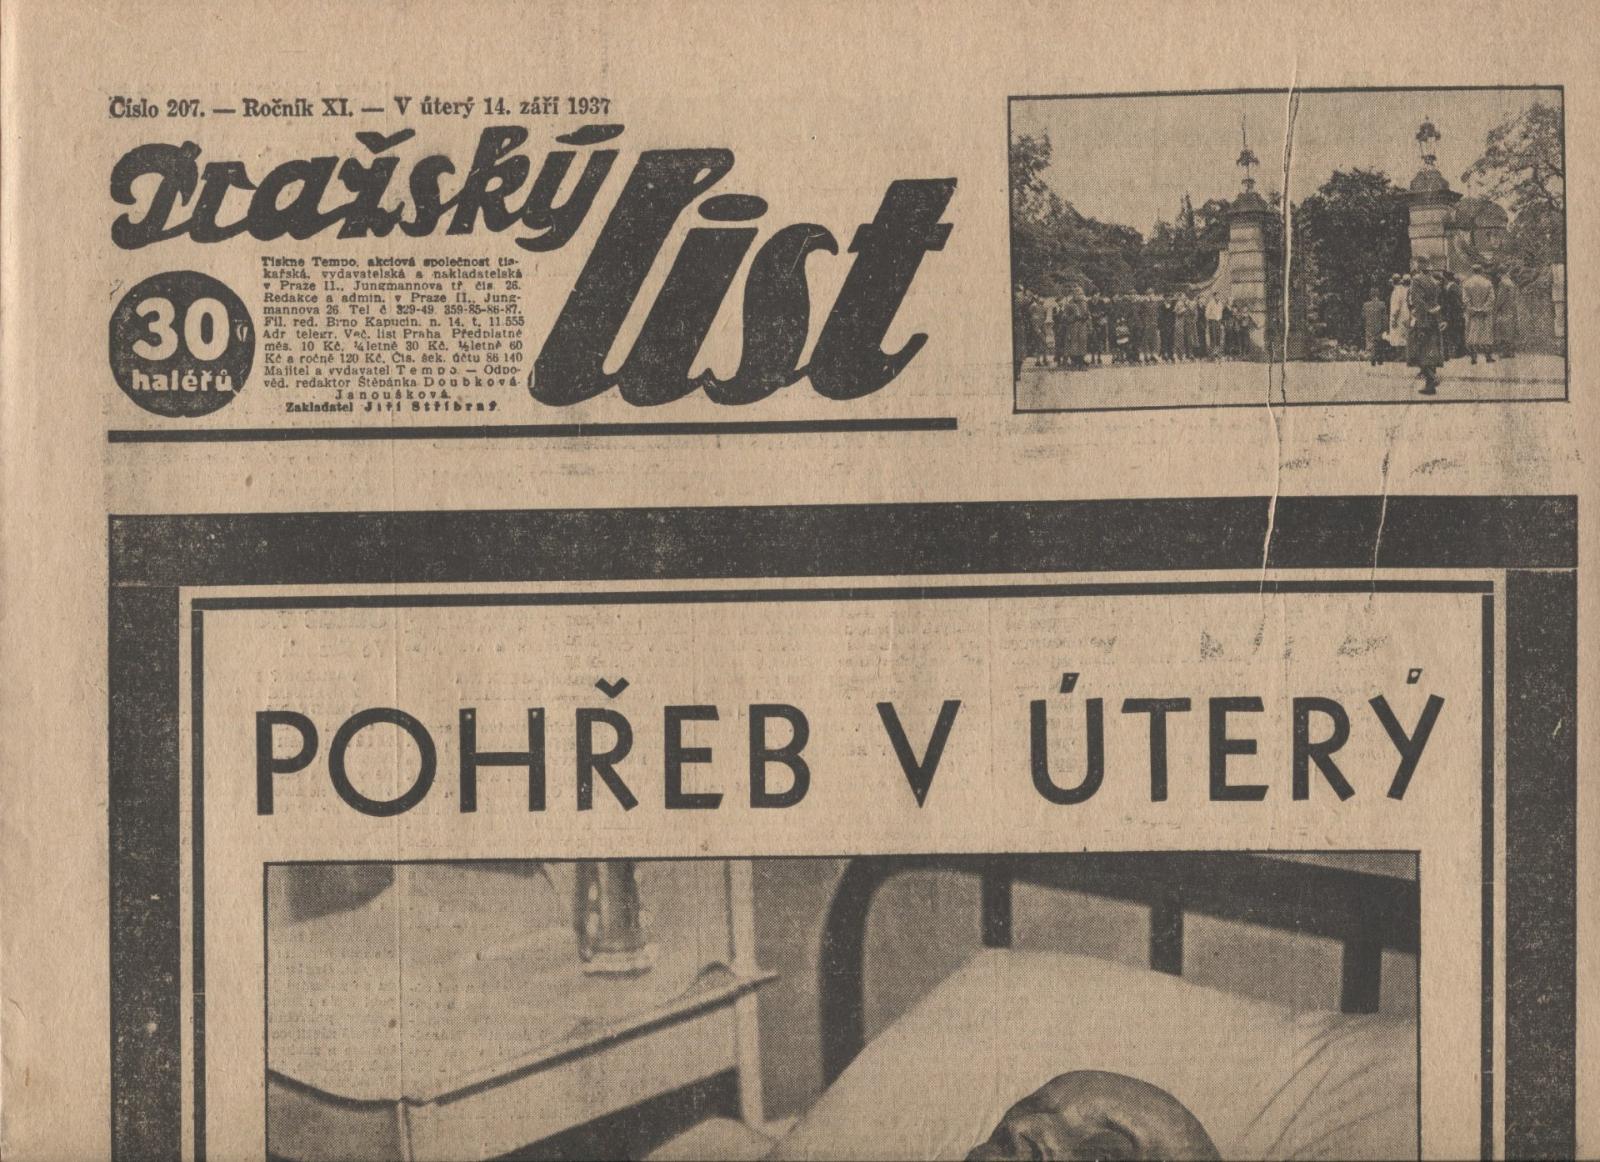 Číslo 207. — Ročník XI. — V úterý 14. září 1937
Pražský list
30
haléřů
Tiskne Tempo, akciová společnost tis-
kařská, vydavatelská a nakladatelská
v Praze II., Jungmannova tř. čís. 26.
Redakce a admin. v Praze II., Jung-
mannova 26 Tel č 329-49, 359-85-86-87.
Fil. red. Brno Kapucín. n. 14. t. 11.555
Adr telegr. Več. list Praha Předplatné
měs. 10 Kč, ¼letně 30 Kč, ½letně 60
Kč a ročně 120 Kč. Čís. šek. účtu 86 140
Majitel a vydavatel Tempo. — Odpo-
věd. redaktor Štěpánka Doubková-
Janoušková.
Zakladatel Jiří Stříbrný.
POHŘEB V ÚTERÝ